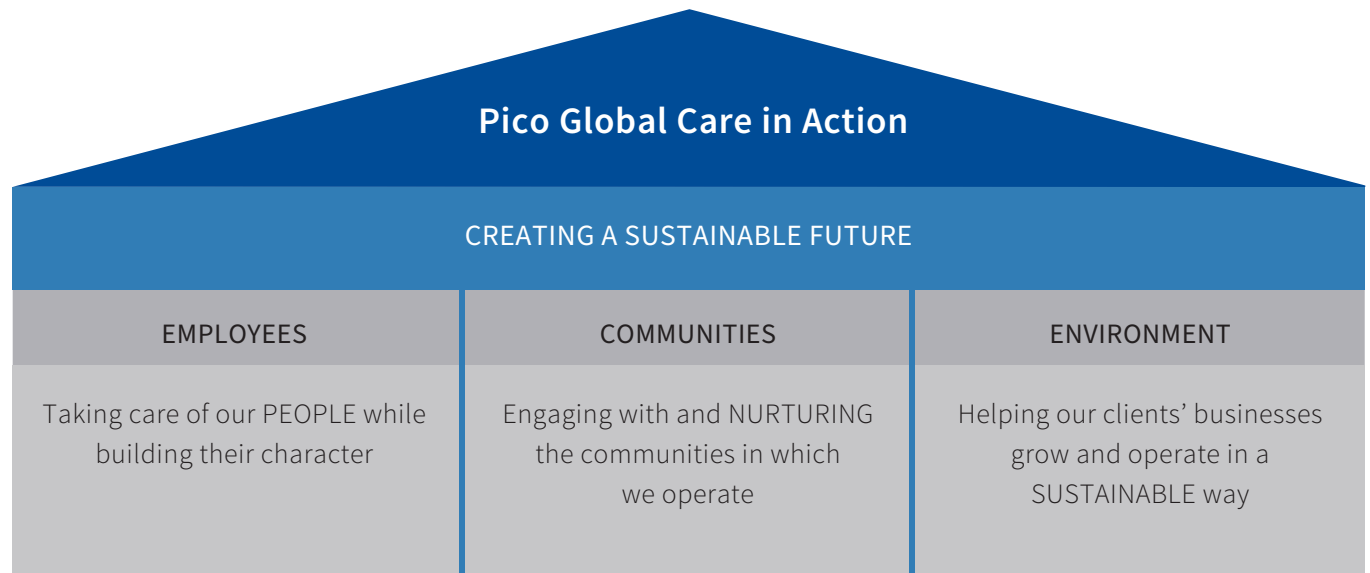 Pico Global Care in Action
CREATING A SUSTAINABLE FUTURE
EMPLOYEES
Taking care of our PEOPLE while
building their character
COMMUNITIES
Engaging with and NURTURING
the communities in which
we operate
ENVIRONMENT
Helping our clients’ businesses
grow and operate in a
SUSTAINABLE way